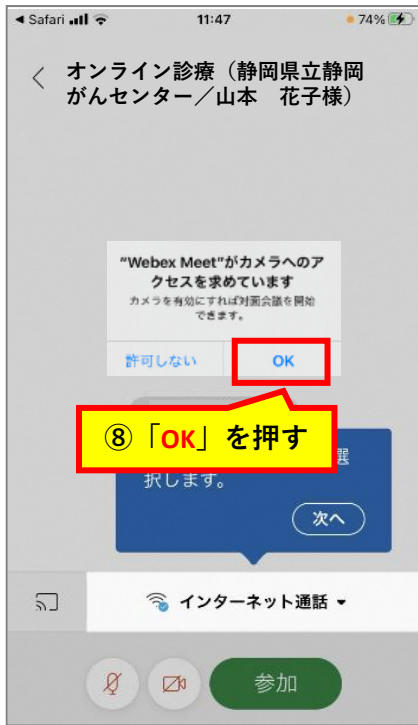 Safari 11:47 74%
オンライン診療（静岡県立静岡
がんセンター／山本　花子様）
"Webex Meet"がカメラへのア
クセスを求めています
カメラを有効にすれば対面会議を開始
できます。
許可しない OK
⑧「OK」を押す
選
択します。
次へ
インターネット通話
参加